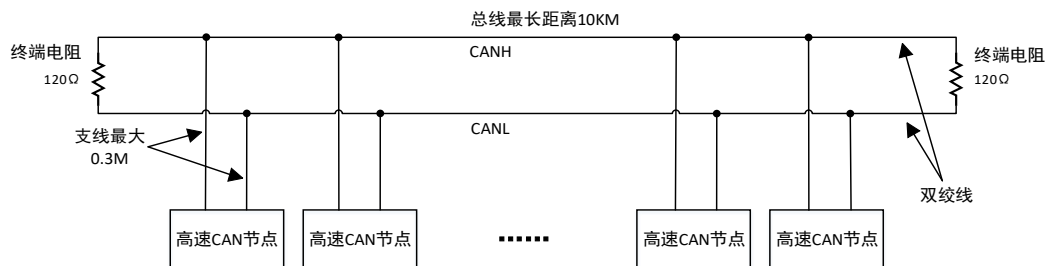 总线最长距离10KM
终端电阻
120Ω
CANH
终端电阻
120Ω
CANL
支线最大
0.3M
双绞线
高速CAN节点
高速CAN节点
......
高速CAN节点
高速CAN节点